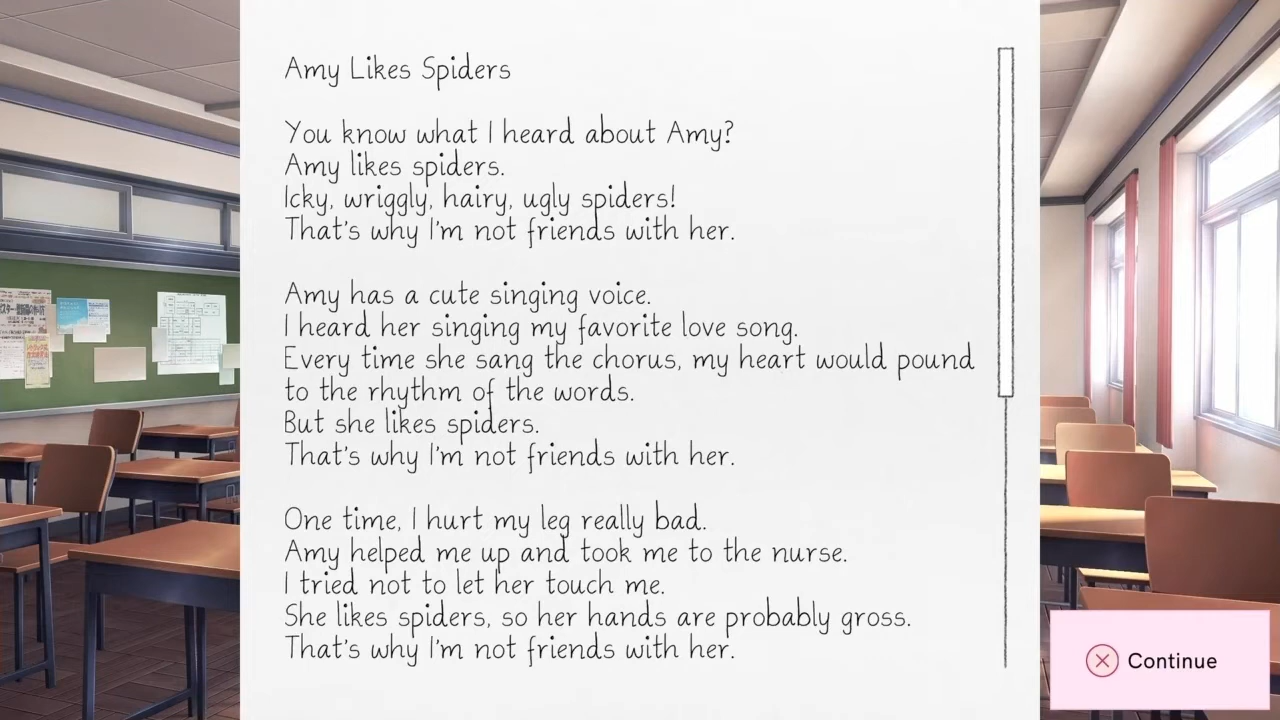 Amy Likes Spiders
You know what I heard about Amy?
Amy likes spiders.
Icky, wriggly, hairy, ugly spiders!
That's why I'm not friends with her.
Amy has a cute singing voice.
I heard her singing my favorite love song.
Every time she sang the chorus, my heart would pound
to the rhythm of the words.
But she likes spiders.
That's why I'm not friends with her.
One time, I hurt my leg really bad.
Amy helped me up and took me to the nurse.
I tried not to let her touch me.
She likes spiders, so her hands are probably gross.
That's why I'm not friends with her.
Continue